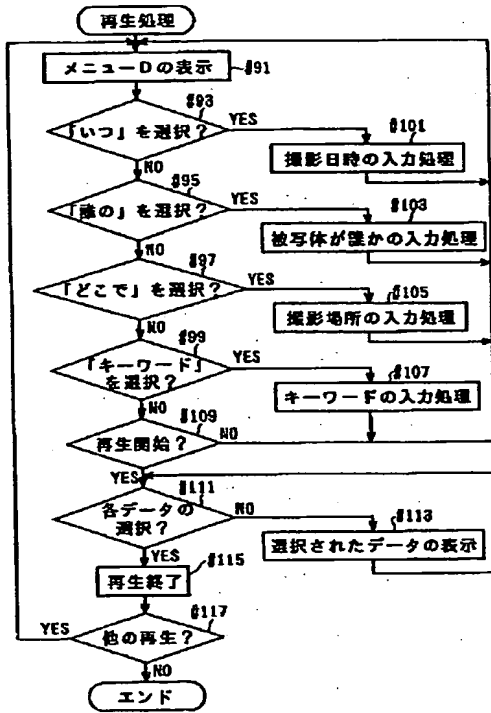 再生処理
メニューDの表示
#91
#93
「いつ」を選択?
YES
#101
撮影日時の入力処理
NO
#95
「誰の」を選択?
YES
#103
被写体が誰かの入力処理
NO
#97
「どこで」を選択?
YES
#105
撮影場所の入力処理
NO
#99
「キーワード」
を選択?
YES
#107
キーワードの入力処理
NO
#109
再生開始?
NO
YES
#111
各データの
選択?
NO
#113
選択されたデータの表示
YES
#115
再生終了
#117
YES
他の再生?
NO
エンド